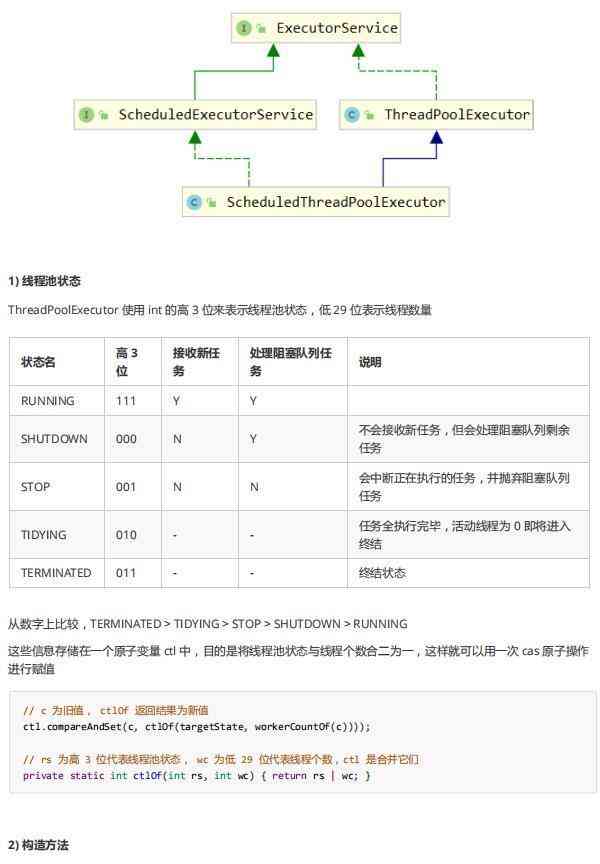 ExecutorService
ScheduledExecutorService
ThreadPoolExecutor
ScheduledThreadPoolExecutor
1) 线程池状态
ThreadPoolExecutor 使用 int 的高 3 位来表示线程池状态，低 29 位表示线程数量
状态名 高 3 位 接收新任务 处理阻塞队列任务 说明
RUNNING 111 Y Y
SHUTDOWN 000 N Y 不会接收新任务，但会处理阻塞队列剩余
任务
STOP 001 N N 会中断正在执行的任务，并抛弃阻塞队列
任务
TIDYING 010 - - 任务全执行完毕，活动线程为 0 即将进入
终结
TERMINATED 011 - - 终结状态
从数字上比较，TERMINATED > TIDYING > STOP > SHUTDOWN > RUNNING
这些信息存储在一个原子变量 ctl 中，目的是将线程池状态与线程个数合二为一，这样就可以用一次 cas 原子操作
进行赋值
// c 为旧值， ctlOf 返回结果为新值
ctl.compareAndSet(c, ctlOf(targetState, workerCountOf(c))));
// rs 为高 3 位代表线程池状态， wc 为低 29 位代表线程个数，ctl 是合并它们
private static int ctlOf(int rs, int wc) { return rs | wc; }
2) 构造方法